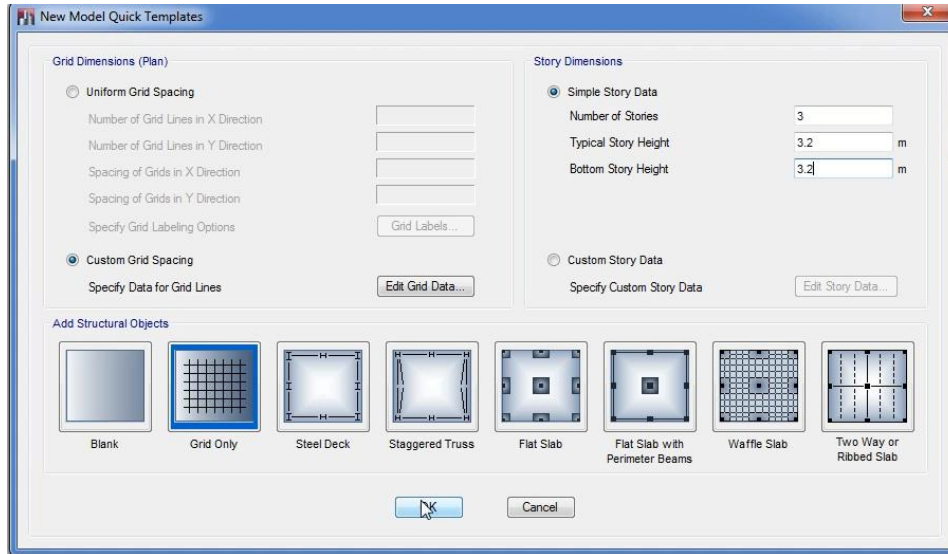 New Model Quick Templates
Grid Dimensions (Plan)
Uniform Grid Spacing
Number of Grid Lines in X Direction
Number of Grid Lines in Y Direction
Spacing of Grids in X Direction
Spacing of Grids in Y Direction
Specify Grid Labeling Options
Grid Labels...
Custom Grid Spacing
Specify Data for Grid Lines
Edit Grid Data...
Story Dimensions
Simple Story Data
Number of Stories
3
Typical Story Height
3.2 m
Bottom Story Height
3.2 m
Custom Story Data
Specify Custom Story Data
Edit Story Data...
Add Structural Objects
Blank
Grid Only
Steel Deck
Staggered Truss
Flat Slab
Flat Slab with
Perimeter Beams
Waffle Slab
Two Way or
Ribbed Slab
OK
Cancel